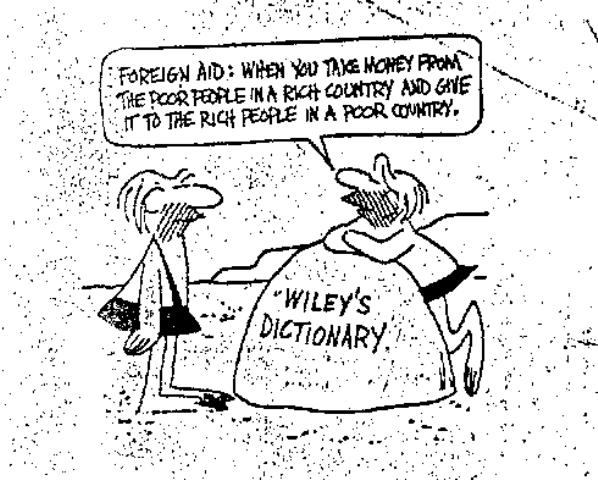 FOREIGN AID: WHEN YOU TAKE MONEY FROM
THE POOR PEOPLE IN A RICH COUNTRY AND GIVE
IT TO THE RICH PEOPLE IN A POOR COUNTRY.
"WILEY'S
DICTIONARY"